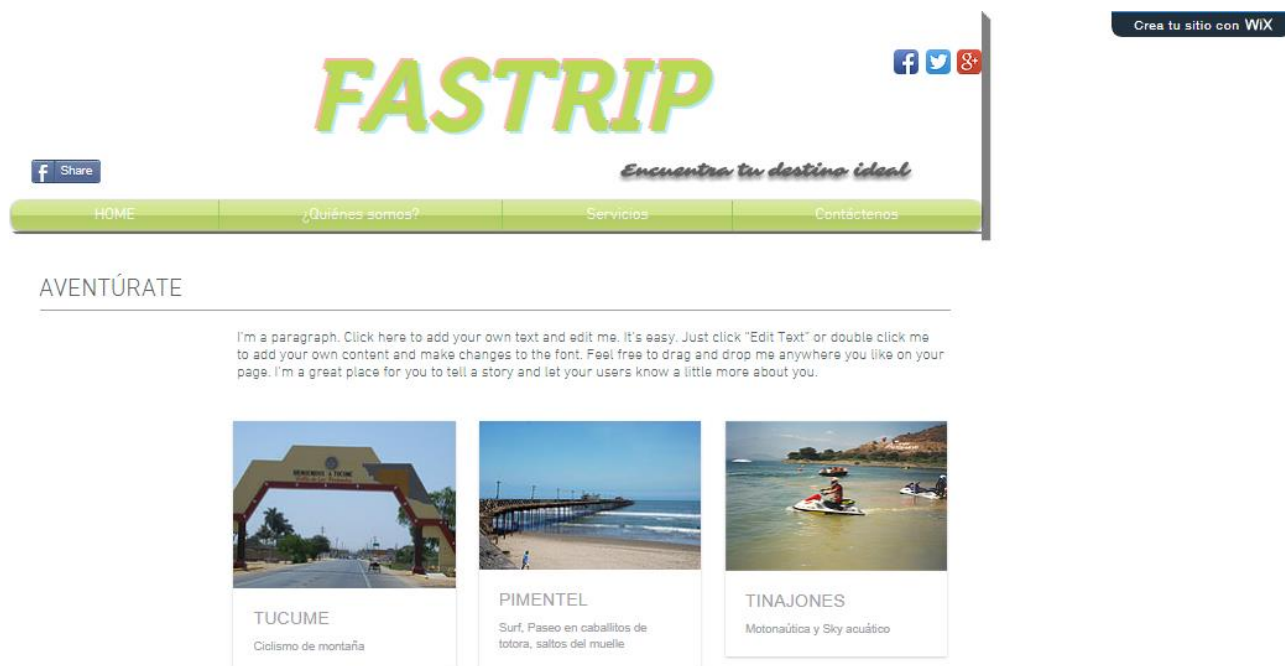 Crea tu sitio con WiX
FASTRIP
f Share
Encuentra tu destino ideal
HOME ¿Quiénes somos? Servicios Contáctenos
AVENTÚRATE
I'm a paragraph. Click here to add your own text and edit me. It's easy. Just click "Edit Text" or double click me
to add your own content and make changes to the font. Feel free to drag and drop me anywhere you like on your
page. I'm a great place for you to tell a story and let your users know a little more about you.
BIENVENIDOS A TUCUME
TUCUME
Ciclismo de montaña
PIMENTEL
Surf, Paseo en caballitos de
totora, saltos del muelle
TINAJONES
Motonaútica y Sky acuático